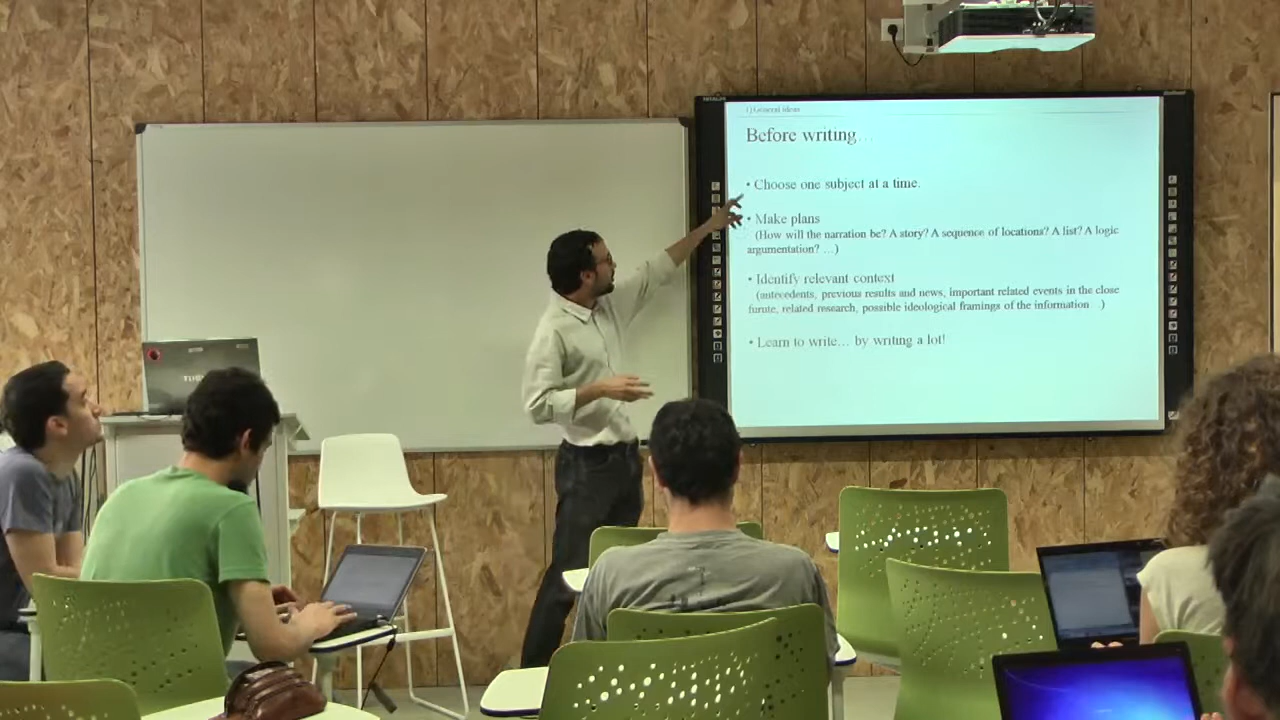 1) General ideas
Before writing…
• Choose one subject at a time.
• Make plans
(How will the narration be? A story? A sequence of locations? A list? A logic
argumentation? …)
• Identify relevant context
(antecedents, previous results and news, important related events in the close
furute, related research, possible ideological framings of the information …)
• Learn to write… by writing a lot!
HITACHI